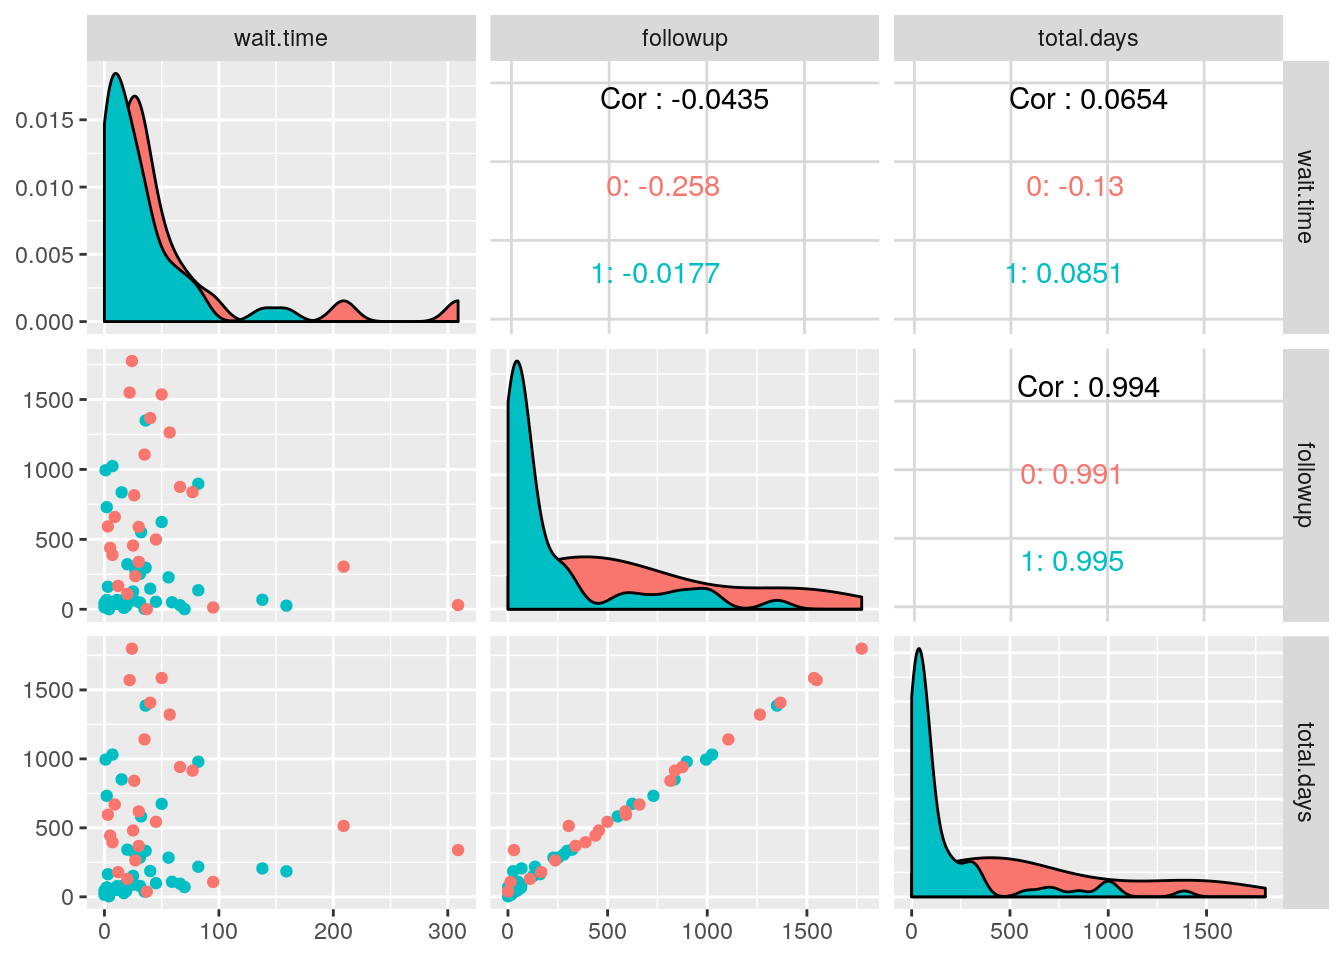 wait.time
followup
total.days
0.015
0.010
0.005
0.000
Cor : -0.0435
0: -0.258
1: -0.0177
Cor : 0.0654
0: -0.13
1: 0.0851
wait.time
1500
1000
500
0
Cor : 0.994
0: 0.991
1: 0.995
followup
1500
1000
500
0
total.days
0 100 200 300
0 500 1000 1500
0 500 1000 1500